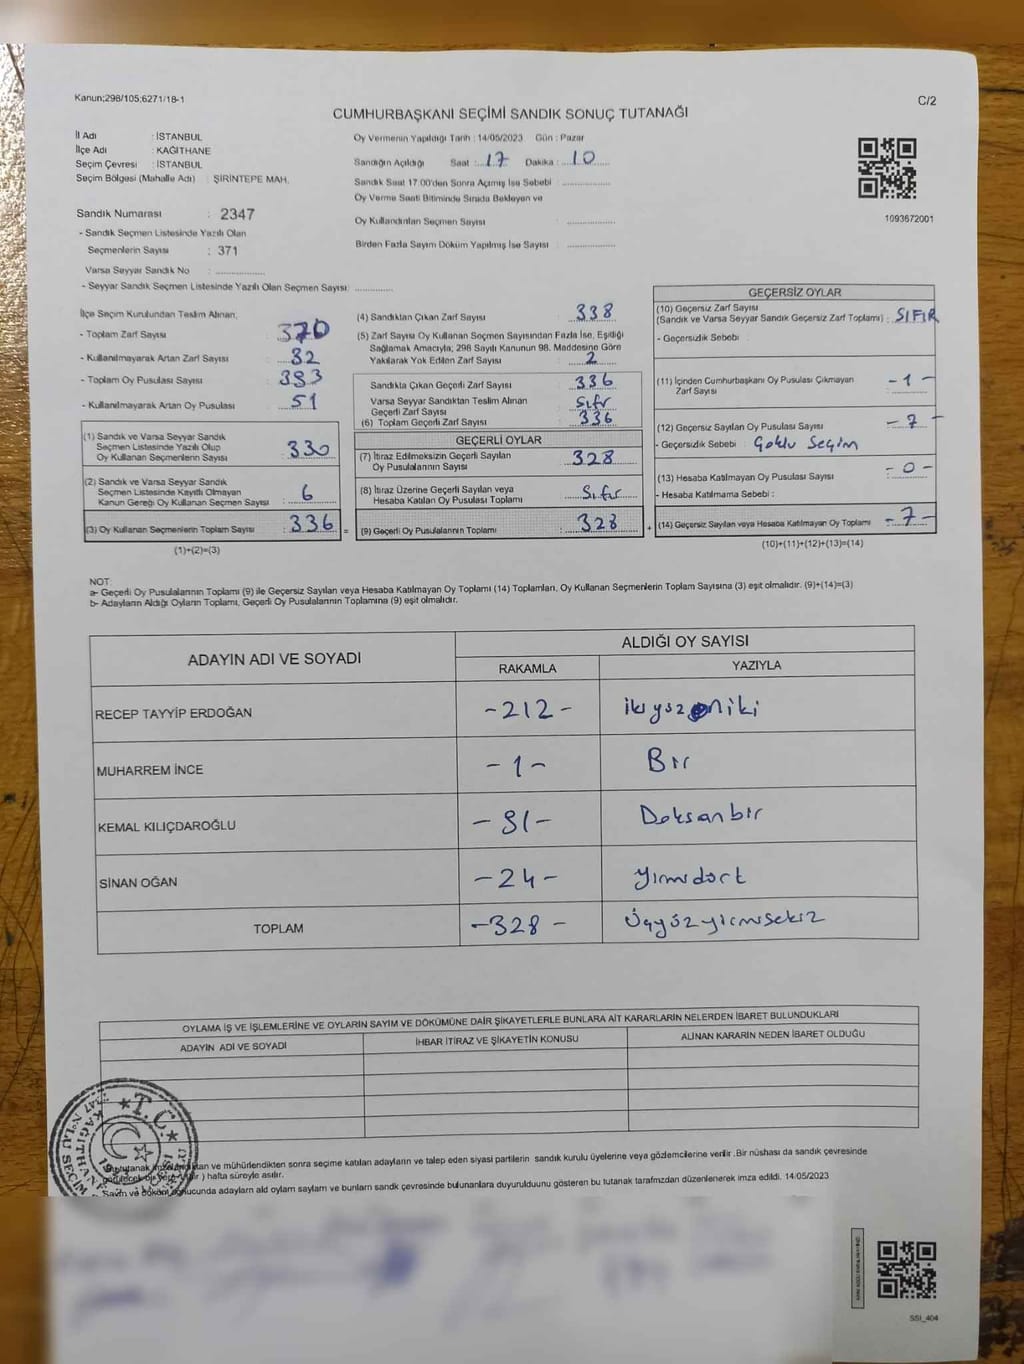 Kanun;298/105;6271/18-1
C/2
CUMHURBAŞKANI SEÇİMİ SANDIK SONUÇ TUTANAĞI
İl Adı : İSTANBUL
İlçe Adı : KAĞITHANE
Seçim Çevresi : İSTANBUL
Seçim Bölgesi (Mahalle Adı) : ŞİRİNTEPE MAH.
Sandık Numarası : 2347
- Sandık Seçmen Listesinde Yazılı Olan
Seçmenlerin Sayısı : 371
Varsa Seyyar Sandık No : ...............
- Seyyar Sandık Seçmen Listesinde Yazılı Olan Seçmen Sayısı: ............
Oy Vermenin Yapıldığı Tarih : 14/05/2023 Gün : Pazar
Sandığın Açıldığı Saat : 17 Dakika : 10
Sandık Saat 17.00'den Sonra Açılmış İse Sebebi ...............
Oy Verme Saati Bitiminde Sırada Bekleyen ve
Oy Kullandırılan Seçmen Sayısı ...............
Birden Fazla Sayım Döküm Yapılmış İse Sayısı ...............
1093672001
İlçe Seçim Kurulundan Teslim Alınan;
- Toplam Zarf Sayısı : 370
- Kullanılmayarak Artan Zarf Sayısı : 32
- Toplam Oy Pusulası Sayısı : 393
- Kullanılmayarak Artan Oy Pusulası : 51
(1) Sandık ve Varsa Seyyar Sandık
Seçmen Listesinde Yazılı Olup
Oy Kullanan Seçmenlerin Sayısı : 330
(2) Sandık ve Varsa Seyyar Sandık
Seçmen Listesinde Kayıtlı Olmayan
Kanun Gereği Oy Kullanan Seçmen Sayısı : 6
(3) Oy Kullanan Seçmenlerin Toplam Sayısı : 336 =
(1)+(2)=(3)
(4) Sandıktan Çıkan Zarf Sayısı : 338
(5) Zarf Sayısı Oy Kullanan Seçmen Sayısından Fazla İse, Eşitliği
Sağlamak Amacıyla; 298 Sayılı Kanunun 98. Maddesine Göre
Yakılarak Yok Edilen Zarf Sayısı : 2
Sandıkta Çıkan Geçerli Zarf Sayısı : 336
Varsa Seyyar Sandıktan Teslim Alınan
Geçerli Zarf Sayısı : Sıfır
(6) Toplam Geçerli Zarf Sayısı : 336
GEÇERLİ OYLAR
(7) İtiraz Edilmeksizin Geçerli Sayılan
Oy Pusulalarının Sayısı : 328
(8) İtiraz Üzerine Geçerli Sayılan veya
Hesaba Katılan Oy Pusulası Toplamı : Sıfır
(9) Geçerli Oy Pusulalarının Toplamı : 328 +
GEÇERSİZ OYLAR
(10) Geçersiz Zarf Sayısı
(Sandık ve Varsa Seyyar Sandık Geçersiz Zarf Toplamı) : SIFIR
- Geçersizlik Sebebi :
(11) İçinden Cumhurbaşkanı Oy Pusulası Çıkmayan
Zarf Sayısı - 1 -
(12) Geçersiz Sayılan Oy Pusulası Sayısı - 7 -
- Geçersizlik Sebebi : Çoklu Seçim
(13) Hesaba Katılmayan Oy Pusulası Sayısı - 0 -
- Hesaba Katılmama Sebebi :
(14) Geçersiz Sayılan veya Hesaba Katılmayan Oy Toplamı - 7 -
(10)+(11)+(12)+(13)=(14)
NOT:
a- Geçerli Oy Pusulalarının Toplamı (9) ile Geçersiz Sayılan veya Hesaba Katılmayan Oy Toplamı (14) Toplamları, Oy Kullanan Seçmenlerin Toplam Sayısına (3) eşit olmalıdır. (9)+(14)=(3)
b- Adayların Aldığı Oyların Toplamı, Geçerli Oy Pusulalarının Toplamına (9) eşit olmalıdır.
ADAYIN ADI VE SOYADI
ALDIĞI OY SAYISI
RAKAMLA YAZIYLA
RECEP TAYYİP ERDOĞAN -212- ikiyüzoniki
MUHARREM İNCE -1- Bir
KEMAL KILIÇDAROĞLU -91- Doksanbir
SİNAN OĞAN -24- yirmidört
TOPLAM -328- Üçyüzyirmisekiz
OYLAMA İŞ VE İŞLEMLERİNE VE OYLARIN SAYIM VE DÖKÜMÜNE DAİR ŞİKAYETLERLE BUNLARA AİT KARARLARIN NELERDEN İBARET BULUNDUKLARI
ADAYIN ADI VE SOYADI İHBAR İTİRAZ VE ŞİKAYETİN KONUSU ALINAN KARARIN NEDEN İBARET OLDUĞU
T.C.
Bu tutanak ve mühürlendikten sonra seçime katılan adayların ve talep eden siyasi partilerin sandık kurulu üyelerine veya gözlemcilerine verilir .Bir nüshası da sandık çevresinde
) hafta süreyle asılır.
Sayım ve döküm sonucunda adayların ald oyların sayların ve bunların sandk çevresinde bulunanlara duyurulduunu gösteren bu tutanak tarafmzdan düzenlenerek imza edildi. 14/05/2023
SSI_404